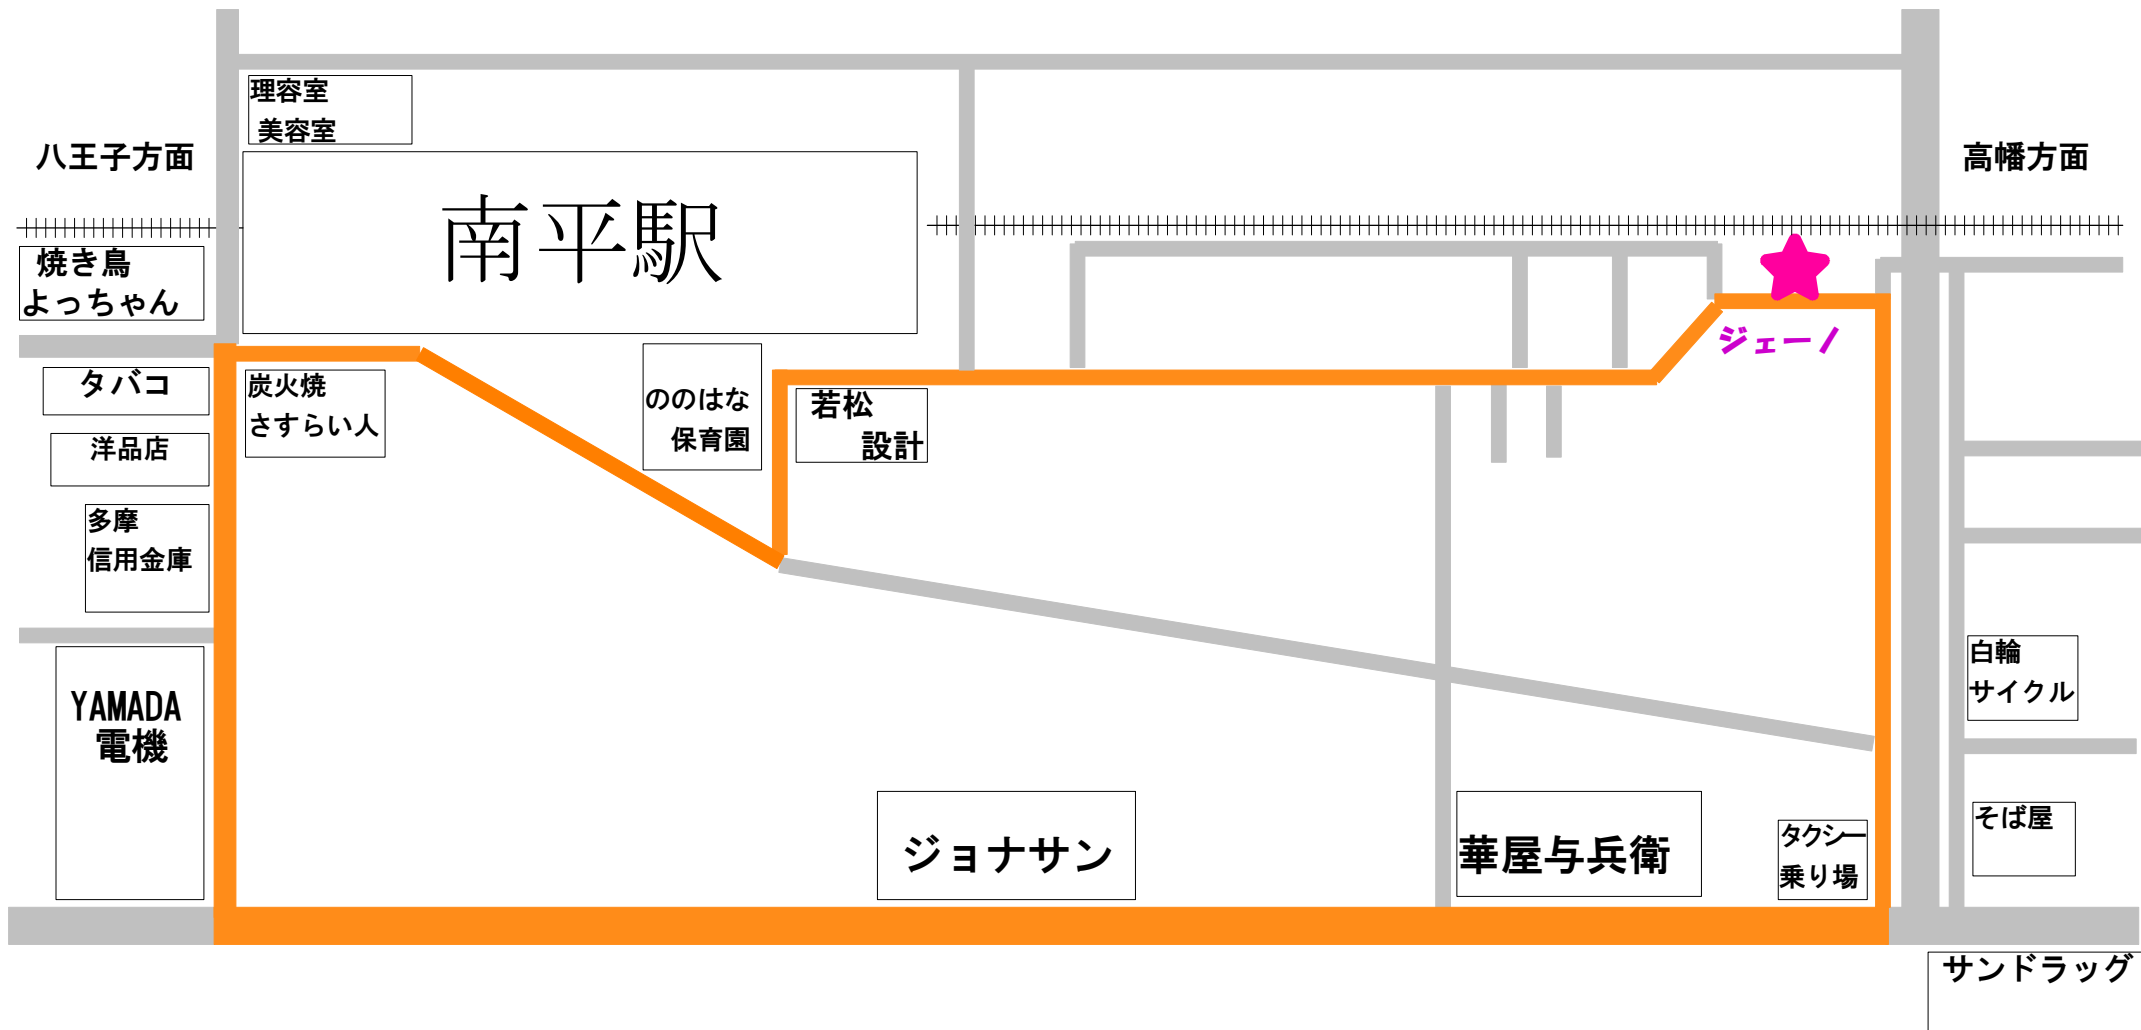 理容室
美容室
八王子方面
高幡方面
南平駅
焼き鳥
よっちゃん
ジェーノ
タバコ
炭火焼
さすらい人
ののはな
保育園
若松
設計
洋品店
多摩
信用金庫
YAMADA
電機
白輪
サイクル
ジョナサン
華屋与兵衛
タクシー
乗り場
そば屋
サンドラッグ